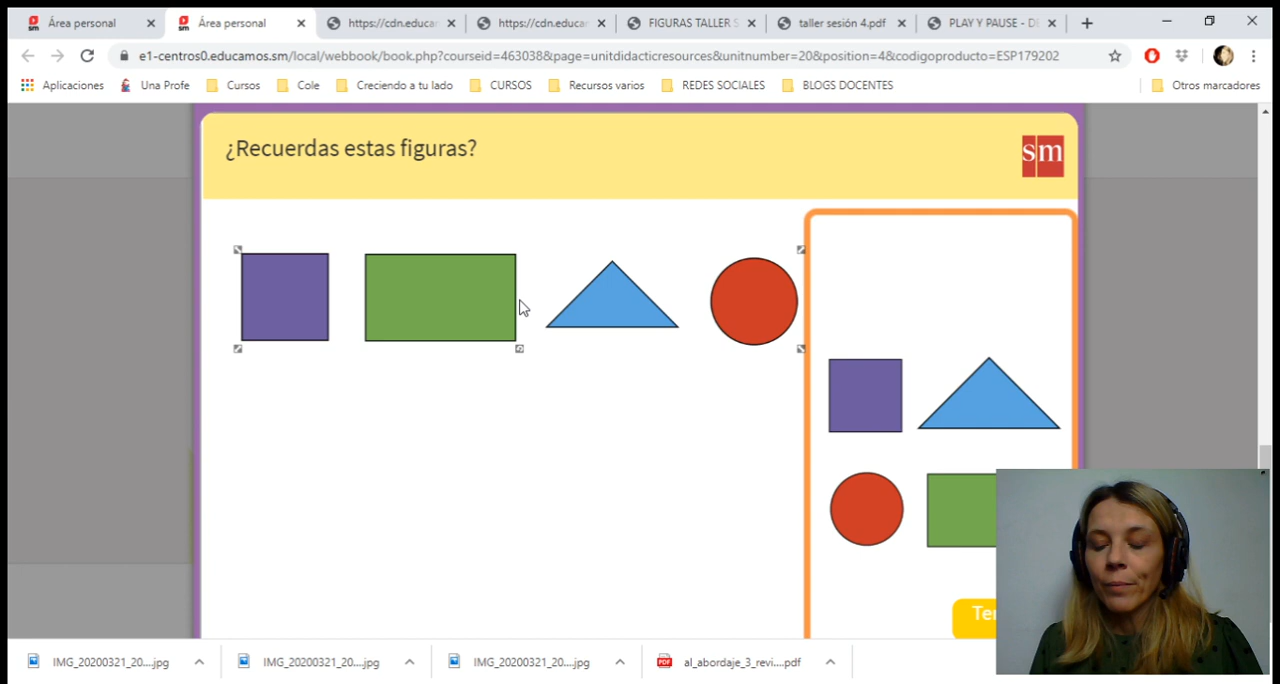 Área personal
Área personal
https://cdn.educar
https://cdn.educar
FIGURAS TALLER S
taller sesión 4.pdf
PLAY Y PAUSE - DE
e1-centros0.educamos.sm/local/webbook/book.php?courseid=463038&page=unitdidacticresources&unitnumber=20&position=4&codigoproducto=ESP179202
Aplicaciones
Una Profe
Cursos
Cole
Creciendo a tu lado
CURSOS
Recursos varios
REDES SOCIALES
BLOGS DOCENTES
Otros marcadores
¿Recuerdas estas figuras?
sm
IMG_20200321_20....jpg
IMG_20200321_20....jpg
IMG_20200321_20....jpg
al_abordaje_3_revi....pdf